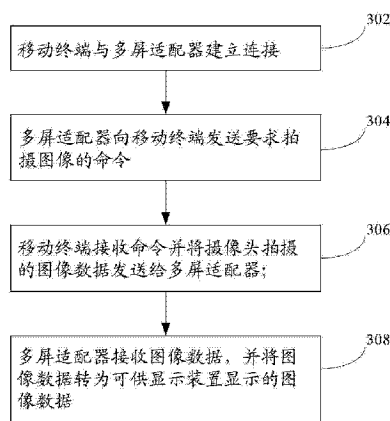 302
移动终端与多屏适配器建立连接
304
多屏适配器向移动终端发送要求拍
摄图像的命令
306
移动终端接收命令并将摄像头拍摄
的图像数据发送给多屏适配器;
308
多屏适配器接收图像数据，并将图
像数据转为可供显示装置显示的图
像数据